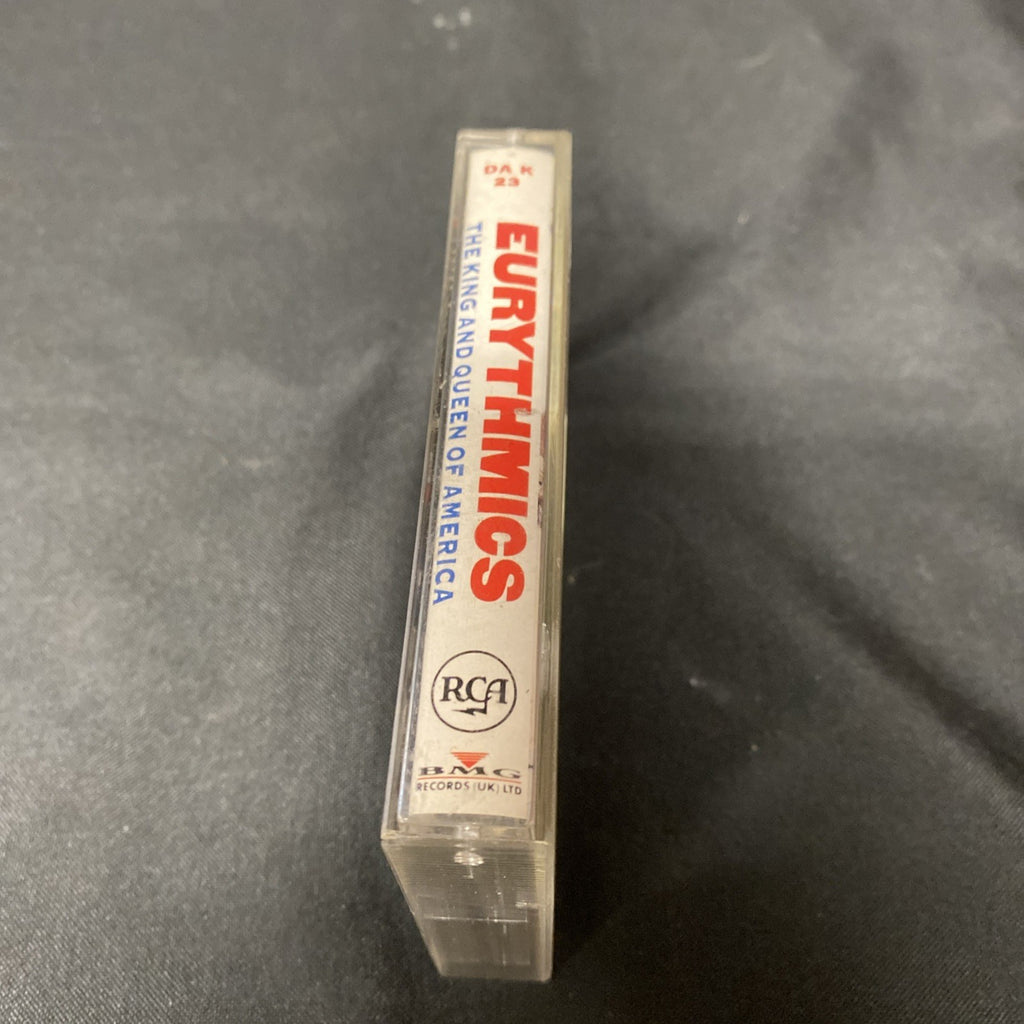 DA K
23
EURYTHMICS
THE KING AND QUEEN OF AMERICA
RCA
BMG
RECORDS (UK) LTD